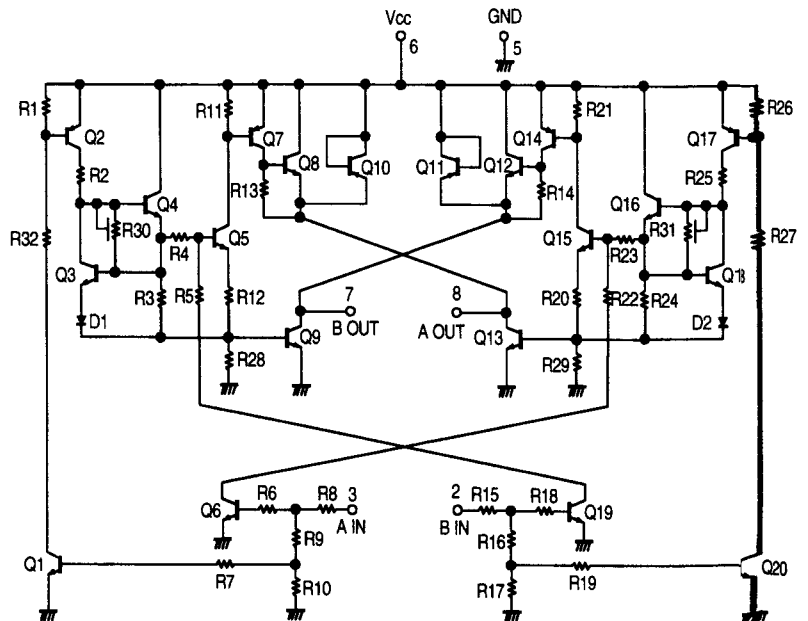 Vcc
GND
6
5
R1
R11
R21
R26
Q2
Q7
Q8
Q10
Q11
Q12
Q14
Q17
R2
R13
R14
R25
Q4
Q16
R30
R31
R32
R4
Q5
Q15
R23
R27
Q3
R3
R5
R12
R20
R22
R24
Q18
D1
7
8
D2
B OUT
A OUT
Q9
Q13
R28
R29
Q6
R6
R8
3
2
R15
R18
Q19
A IN
B IN
R9
R16
Q1
R7
R10
R17
R19
Q20